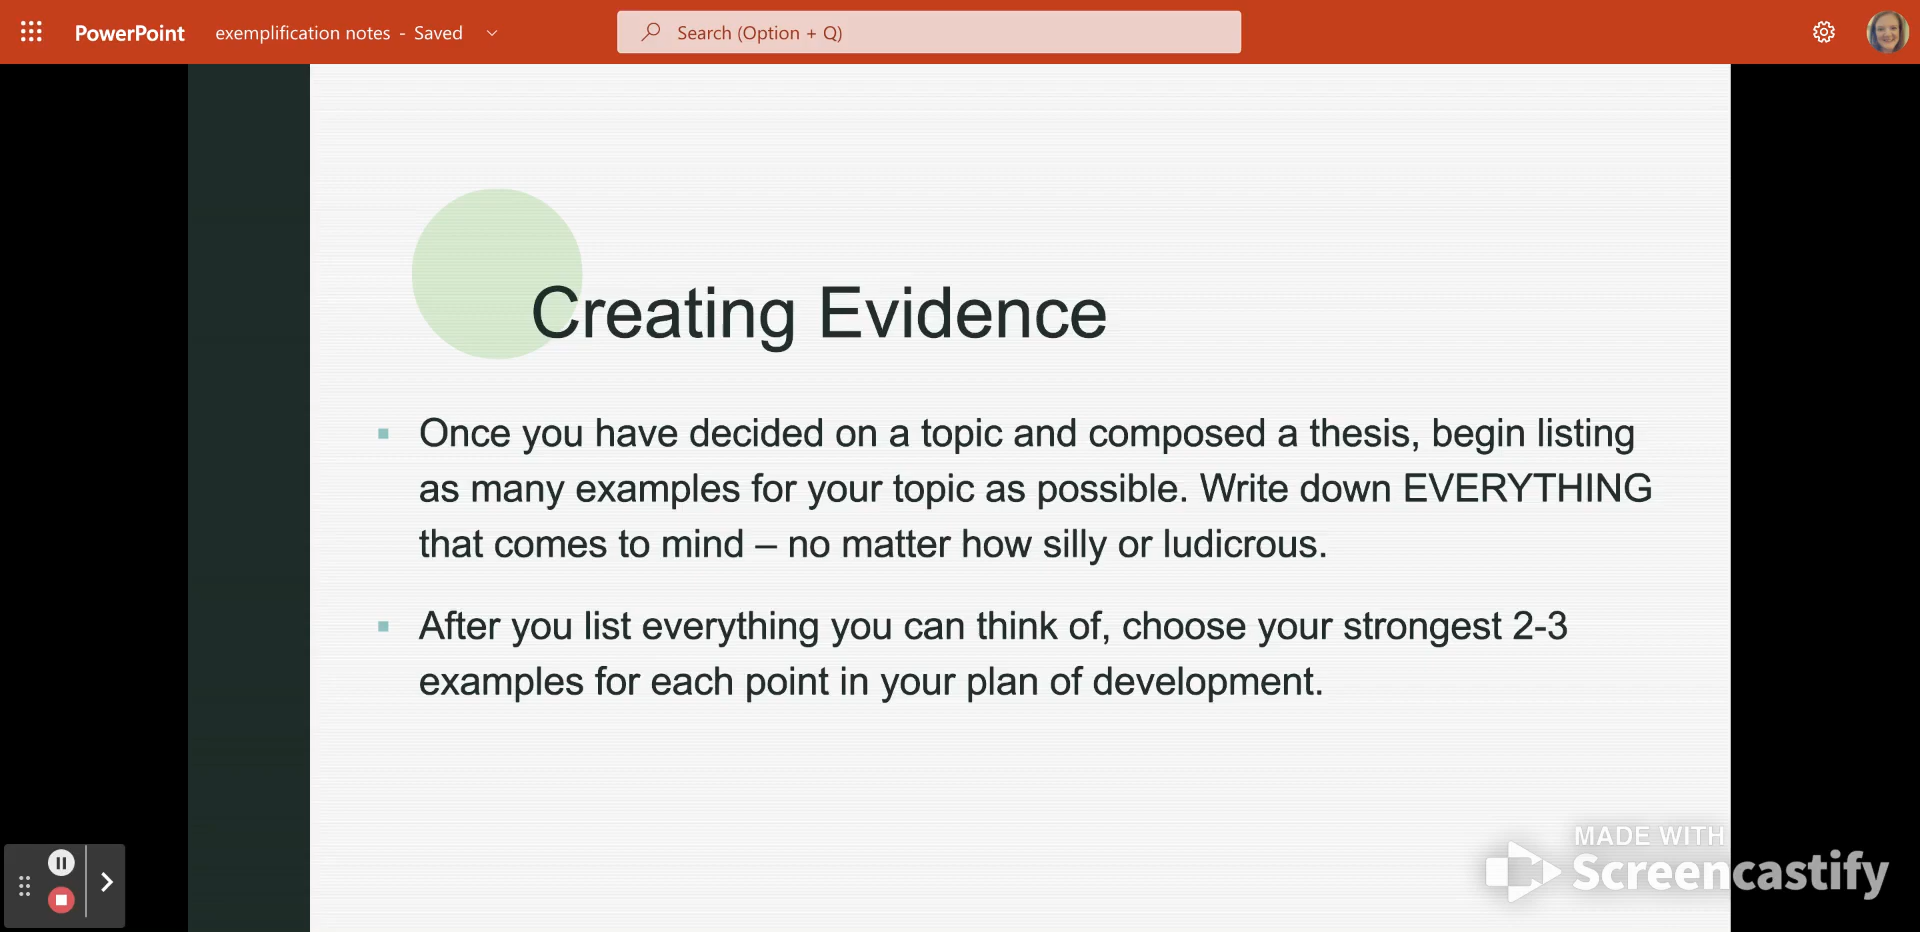 PowerPoint exemplification notes - Saved Search (Option + Q)
Creating Evidence
Once you have decided on a topic and composed a thesis, begin listing
as many examples for your topic as possible. Write down EVERYTHING
that comes to mind – no matter how silly or ludicrous.
After you list everything you can think of, choose your strongest 2-3
examples for each point in your plan of development.
MADE WITH
Screencastify